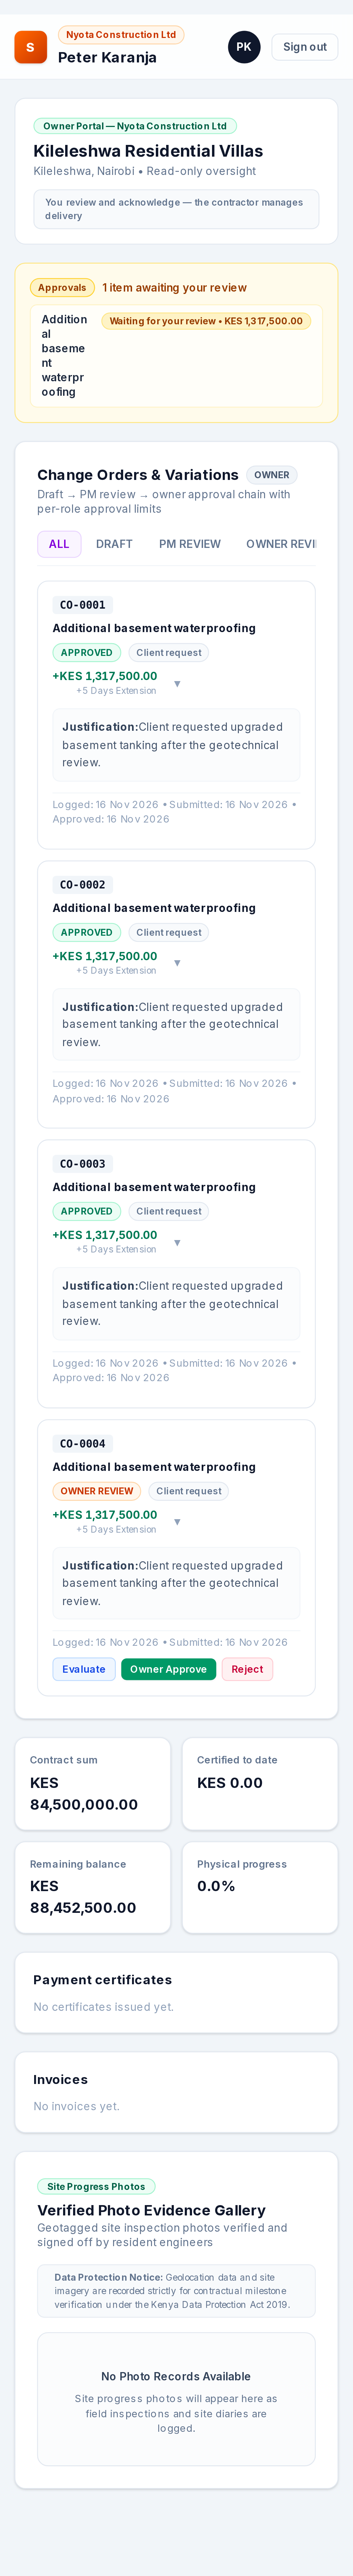 S
Nyota Construction Ltd
Peter Karanja
PK
Sign out
Owner Portal — Nyota Construction Ltd
Kileleshwa Residential Villas
Kileleshwa, Nairobi • Read-only oversight
You review and acknowledge — the contractor manages
delivery
Approvals
1 item awaiting your review
Addition
al
baseme
nt
waterpr
oofing
Waiting for your review • KES 1,317,500.00
Change Orders & Variations
OWNER
Draft → PM review → owner approval chain with
per-role approval limits
ALL
DRAFT
PM REVIEW
OWNER REVI
CO-0001
Additional basement waterproofing
APPROVED
Client request
+KES 1,317,500.00
+5 Days Extension
▼
Justification:Client requested upgraded
basement tanking after the geotechnical
review.
Logged: 16 Nov 2026 • Submitted: 16 Nov 2026 •
Approved: 16 Nov 2026
CO-0002
Additional basement waterproofing
APPROVED
Client request
+KES 1,317,500.00
+5 Days Extension
▼
Justification:Client requested upgraded
basement tanking after the geotechnical
review.
Logged: 16 Nov 2026 • Submitted: 16 Nov 2026 •
Approved: 16 Nov 2026
CO-0003
Additional basement waterproofing
APPROVED
Client request
+KES 1,317,500.00
+5 Days Extension
▼
Justification:Client requested upgraded
basement tanking after the geotechnical
review.
Logged: 16 Nov 2026 • Submitted: 16 Nov 2026 •
Approved: 16 Nov 2026
CO-0004
Additional basement waterproofing
OWNER REVIEW
Client request
+KES 1,317,500.00
+5 Days Extension
▼
Justification:Client requested upgraded
basement tanking after the geotechnical
review.
Logged: 16 Nov 2026 • Submitted: 16 Nov 2026
Evaluate
Owner Approve
Reject
Contract sum
KES
84,500,000.00
Certified to date
KES 0.00
Remaining balance
KES
88,452,500.00
Physical progress
0.0%
Payment certificates
No certificates issued yet.
Invoices
No invoices yet.
Site Progress Photos
Verified Photo Evidence Gallery
Geotagged site inspection photos verified and
signed off by resident engineers
Data Protection Notice: Geolocation data and site
imagery are recorded strictly for contractual milestone
verification under the Kenya Data Protection Act 2019.
No Photo Records Available
Site progress photos will appear here as
field inspections and site diaries are
logged.